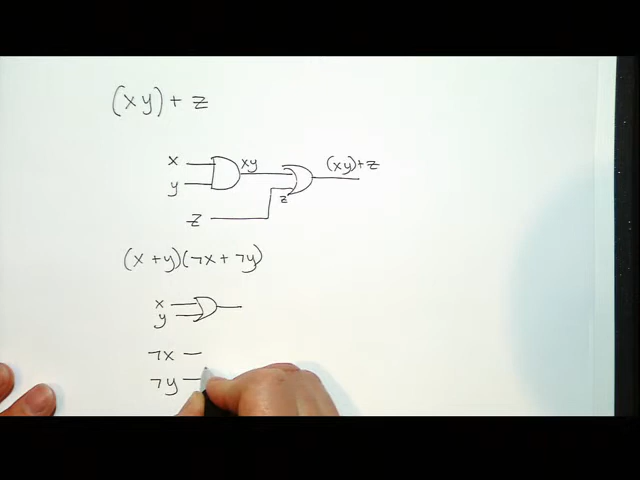 (xy) + z
x xy (xy)+z
y
z z
(x + y)(¬x + ¬y)
x
y
¬x
¬y